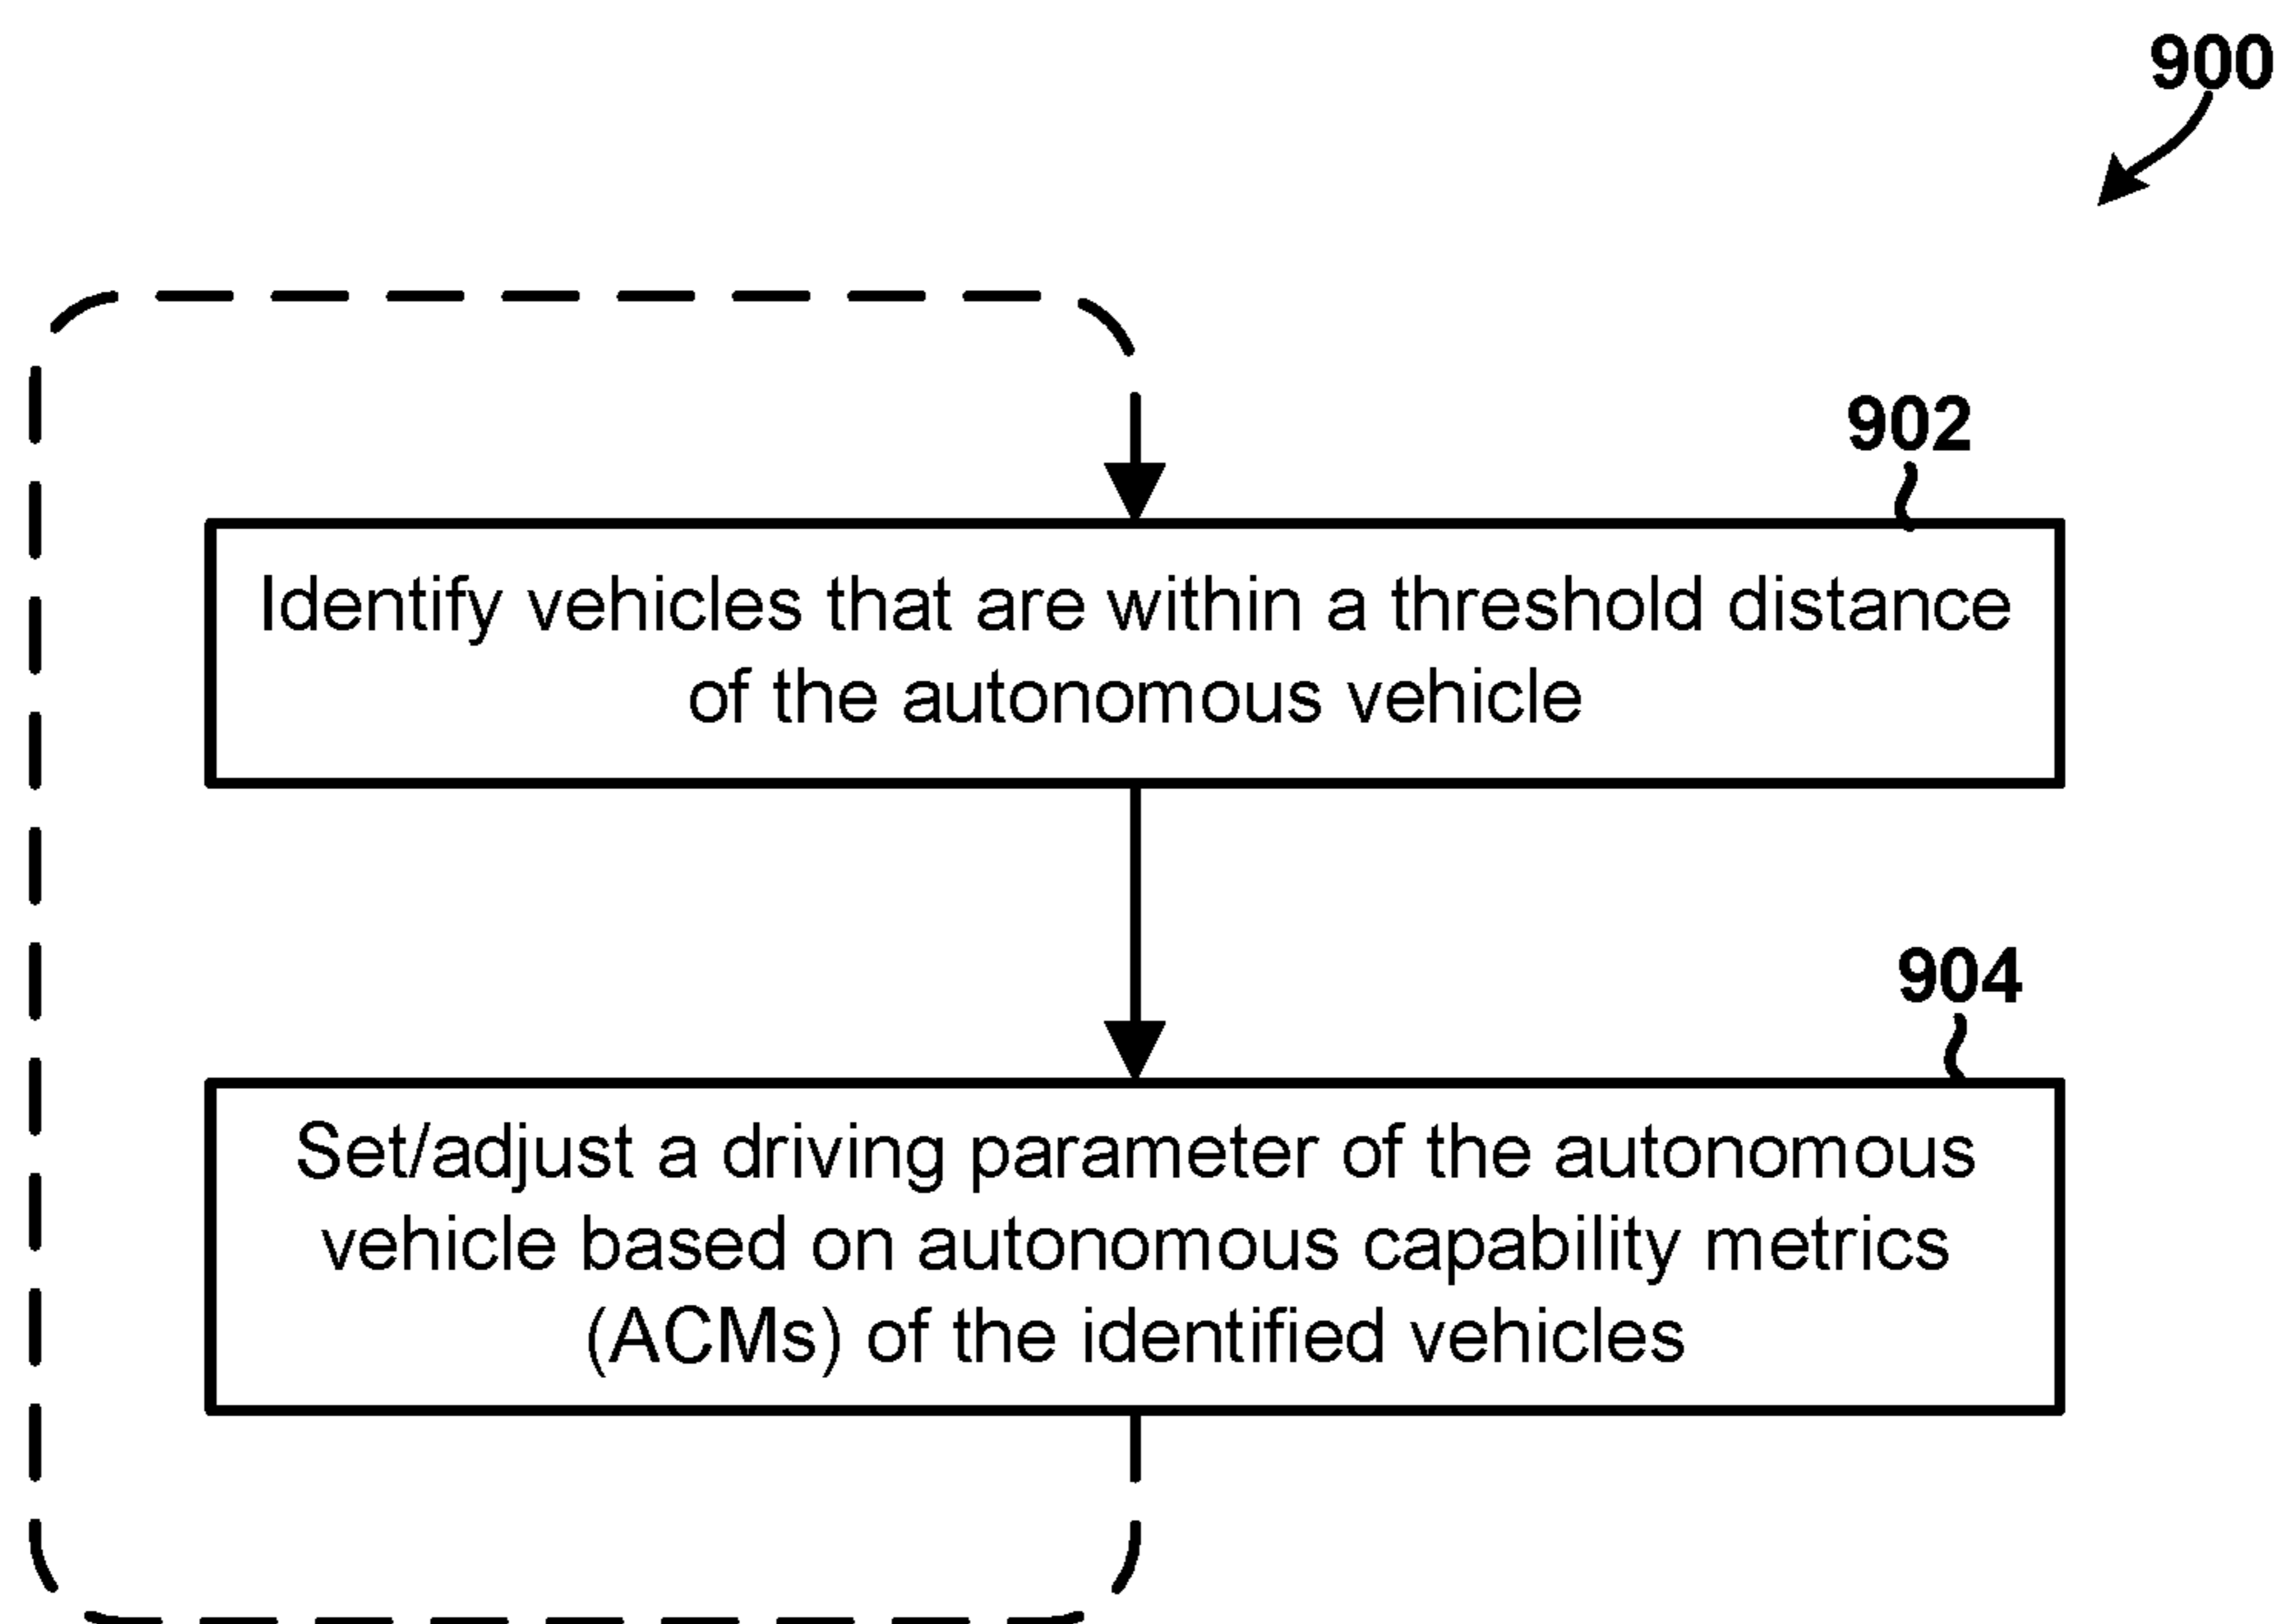 900
902
Identify vehicles that are within a threshold distance
of the autonomous vehicle
904
Set/adjust a driving parameter of the autonomous
vehicle based on autonomous capability metrics
(ACMs) of the identified vehicles